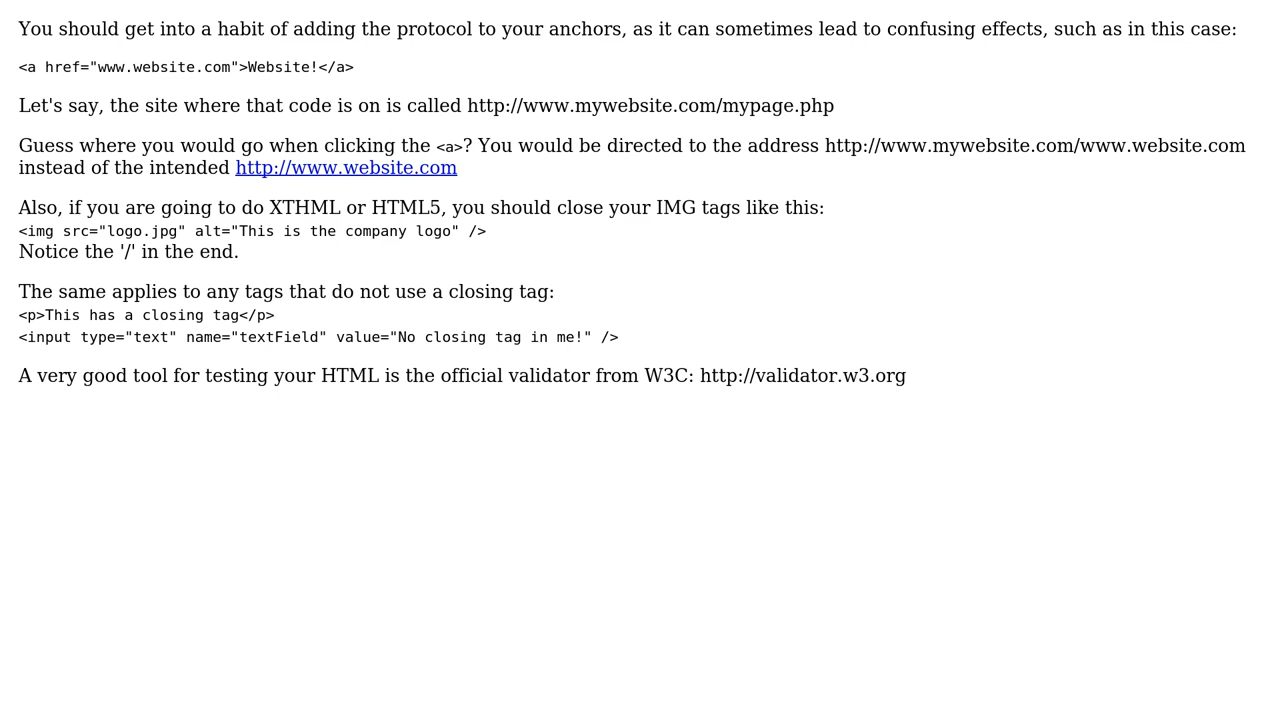 You should get into a habit of adding the protocol to your anchors, as it can sometimes lead to confusing effects, such as in this case:
<a href="www.website.com">Website!</a>
Let's say, the site where that code is on is called http://www.mywebsite.com/mypage.php
Guess where you would go when clicking the <a>? You would be directed to the address http://www.mywebsite.com/www.website.com
instead of the intended http://www.website.com
Also, if you are going to do XTHML or HTML5, you should close your IMG tags like this:
<img src="logo.jpg" alt="This is the company logo" />
Notice the '/' in the end.
The same applies to any tags that do not use a closing tag:
<p>This has a closing tag</p>
<input type="text" name="textField" value="No closing tag in me!" />
A very good tool for testing your HTML is the official validator from W3C: http://validator.w3.org